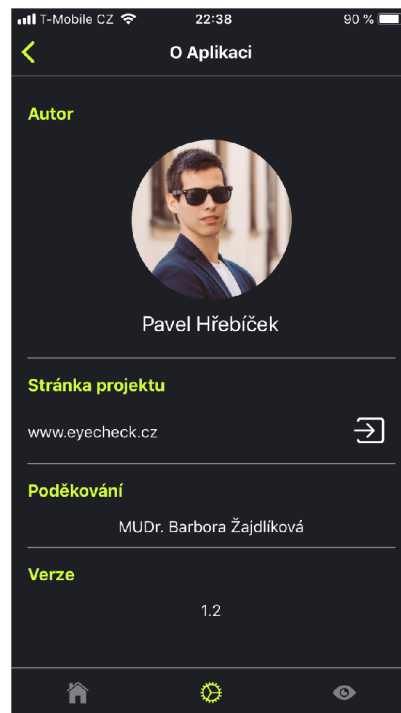 T-Mobile CZ 22:38 90 %
O Aplikaci
Autor
Pavel Hřebíček
Stránka projektu
www.eyecheck.cz
Poděkování
MUDr. Barbora Žajdlíková
Verze
1.2